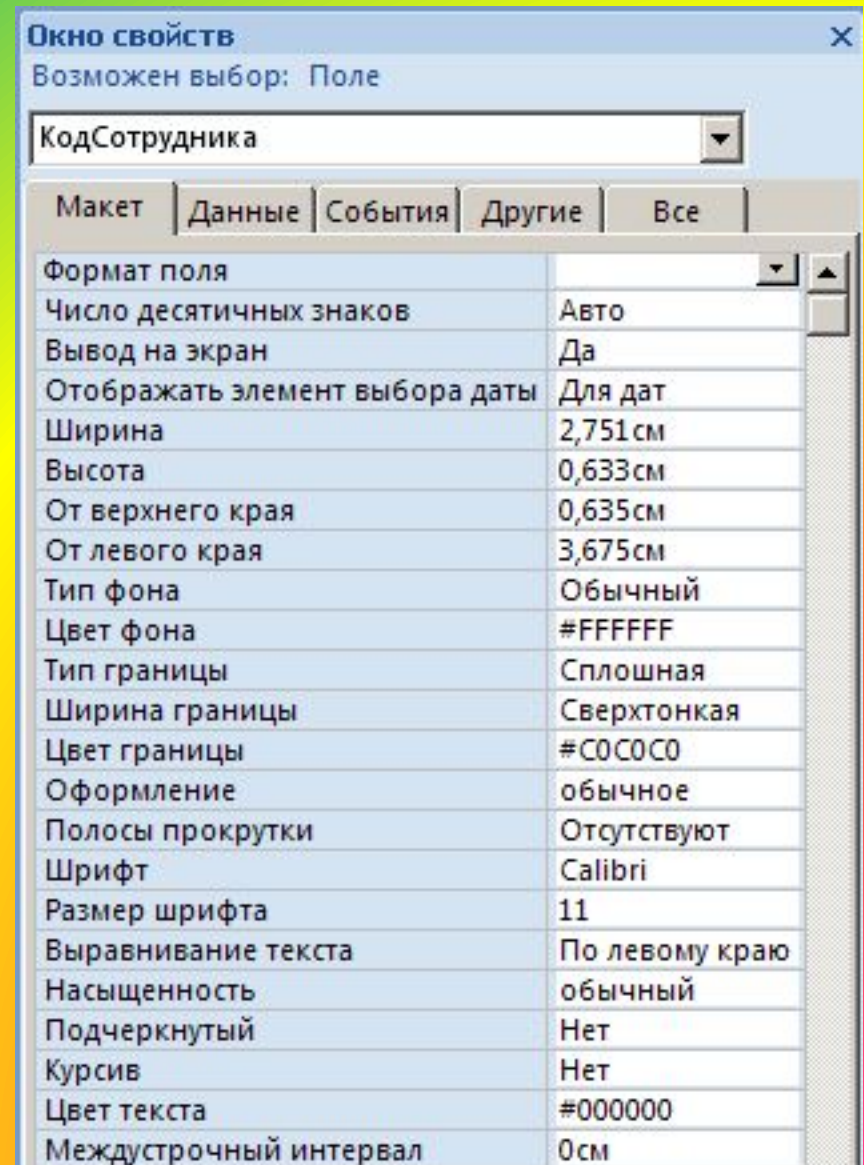 Окно свойств
Возможен выбор: Поле
КодСотрудника
Макет Данные События Другие Все
Формат поля
Число десятичных знаков Авто
Вывод на экран Да
Отображать элемент выбора даты Для дат
Ширина 2,751см
Высота 0,633см
От верхнего края 0,635см
От левого края 3,675см
Тип фона Обычный
Цвет фона #FFFFFF
Тип границы Сплошная
Ширина границы Сверхтонкая
Цвет границы #C0C0C0
Оформление обычное
Полосы прокрутки Отсутствуют
Шрифт Calibri
Размер шрифта 11
Выравнивание текста По левому краю
Насыщенность обычный
Подчеркнутый Нет
Курсив Нет
Цвет текста #000000
Междустрочный интервал 0см